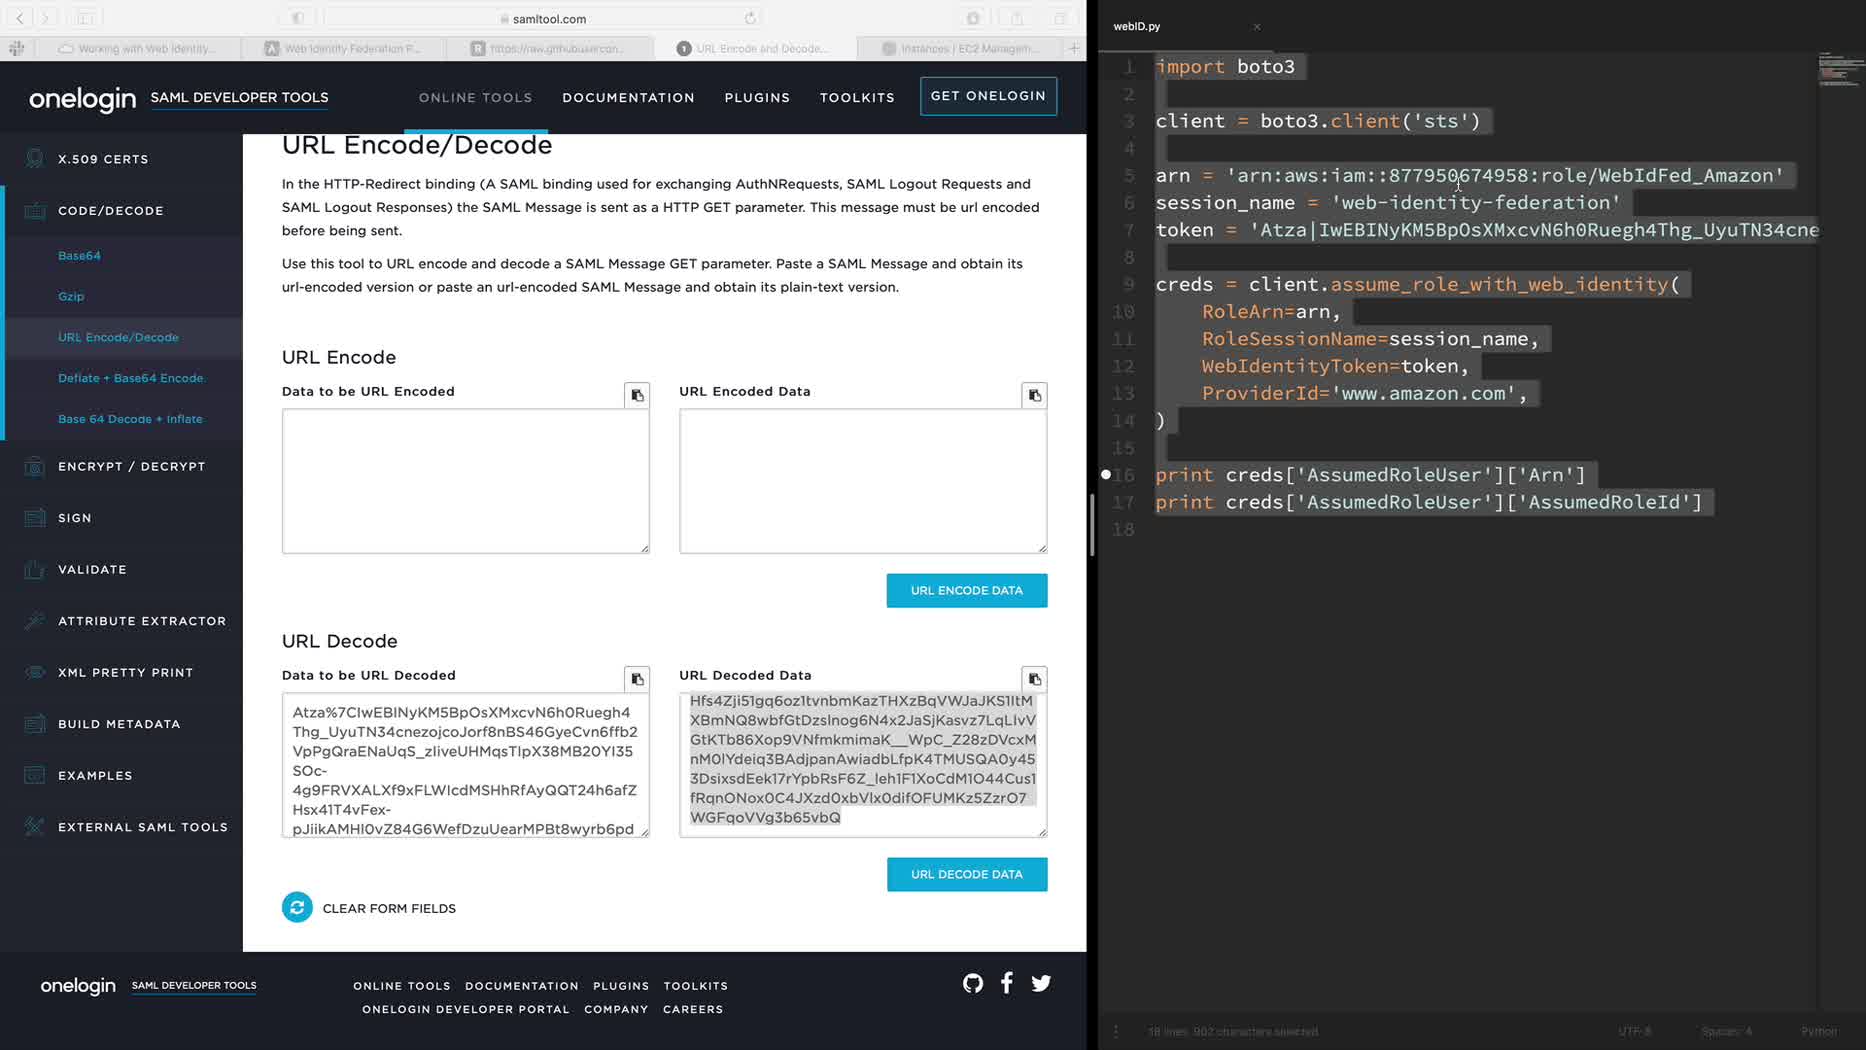 samltool.com
Working with Web Identity...
Web Identity Federation P...
https://raw.githubusercon...
URL Encode and Decode...
Instances | EC2 Managem...
onelogin SAML DEVELOPER TOOLS
ONLINE TOOLS DOCUMENTATION PLUGINS TOOLKITS GET ONELOGIN
X.509 CERTS
CODE/DECODE
Base64
Gzip
URL Encode/Decode
Deflate + Base64 Encode
Base 64 Decode + Inflate
ENCRYPT / DECRYPT
SIGN
VALIDATE
ATTRIBUTE EXTRACTOR
XML PRETTY PRINT
BUILD METADATA
EXAMPLES
EXTERNAL SAML TOOLS
URL Encode/Decode
In the HTTP-Redirect binding (A SAML binding used for exchanging AuthNRequests, SAML Logout Requests and
SAML Logout Responses) the SAML Message is sent as a HTTP GET parameter. This message must be url encoded
before being sent.
Use this tool to URL encode and decode a SAML Message GET parameter. Paste a SAML Message and obtain its
url-encoded version or paste an url-encoded SAML Message and obtain its plain-text version.
URL Encode
Data to be URL Encoded
URL Encoded Data
URL ENCODE DATA
URL Decode
Data to be URL Decoded
Atza%7CIwEBINyKM5BpOsXMxcvN6h0Ruegh4
Thg_UyuTN34cnezojcoJorf8nBS46GyeCvn6ffb2
VpPgQraENaUqS_zIiveUHMqsTIpX38MB20YI35
SOc-
4g9FRVXALXf9xFLWIcdMSHhRfAyQQT24h6afZ
Hsx41T4vFex-
pJiikAMHI0vZ84G6WefDzuUearMPBt8wyrb6pd
URL Decoded Data
Hfs4Zji51gq6oz1tvnbmKazTHXzBqVWJaJKS1ItM
XBmNQ8wbfGtDzsInog6N4x2JaSjKasvz7LqLIvV
GtKTb86Xop9VNfmkmimaK__WpC_Z28zDVcxM
nM0lYdeiq3BAdjpanAwiadbLfpK4TMUSQA0y45
3DsixsdEek17rYpbRsF6Z_leh1F1XoCdM1O44Cus1
fRqnONox0C4JXzd0xbVlx0difOFUMKz5ZzrO7
WGFqoVVg3b65vbQ
URL DECODE DATA
CLEAR FORM FIELDS
onelogin SAML DEVELOPER TOOLS
ONLINE TOOLS DOCUMENTATION PLUGINS TOOLKITS
ONELOGIN DEVELOPER PORTAL COMPANY CAREERS
webID.py
1 import boto3
2
3 client = boto3.client('sts')
4
5 arn = 'arn:aws:iam::877950674958:role/WebIdFed_Amazon'
6 session_name = 'web-identity-federation'
7 token = 'Atza|IwEBINyKM5BpOsXMxcvN6h0Ruegh4Thg_UyuTN34cne
8
9 creds = client.assume_role_with_web_identity(
10 RoleArn=arn,
11 RoleSessionName=session_name,
12 WebIdentityToken=token,
13 ProviderId='www.amazon.com',
14 )
15
16 print creds['AssumedRoleUser']['Arn']
17 print creds['AssumedRoleUser']['AssumedRoleId']
18
18 lines, 902 characters selected
UTF-8
Spaces: 4
Python